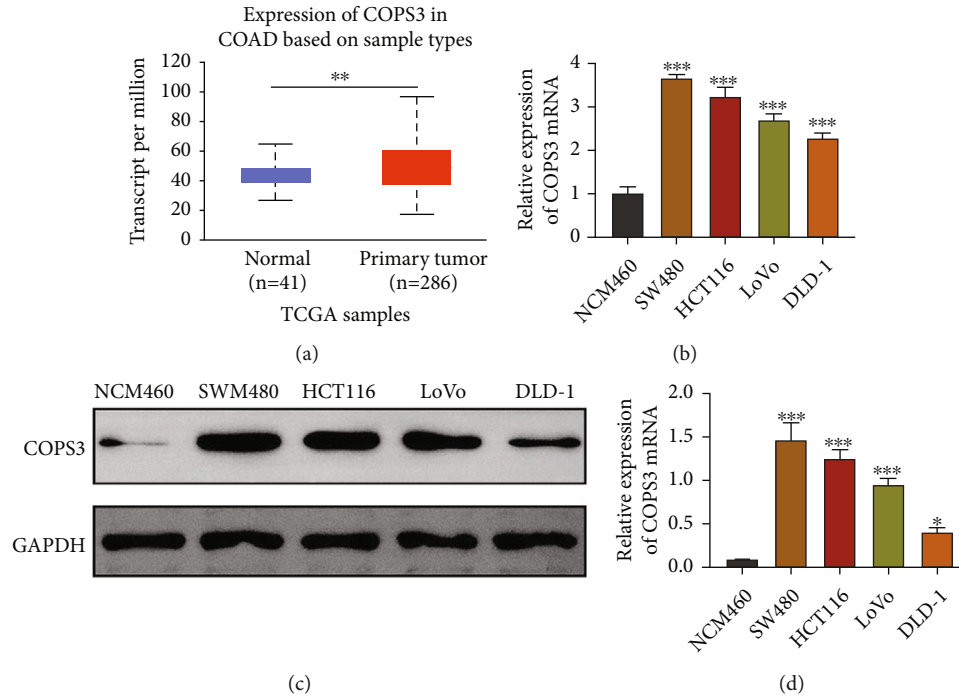 Expression of COPS3 in
COAD based on sample types
Transcript per million
120
100
80
60
40
20
0
**
Normal
(n=41)
Primary tumor
(n=286)
TCGA samples
(a)
Relative expression
of COPS3 mRNA
4
3
2
1
0
***
***
***
***
NCM460
SW480
HCT116
LoVo
DLD-1
(b)
NCM460 SWM480 HCT116 LoVo DLD-1
COPS3
GAPDH
(c)
Relative expression
of COPS3 mRNA
2.0
1.5
1.0
0.5
0.0
***
***
***
*
NCM460
SW480
HCT116
LoVo
DLD-1
(d)